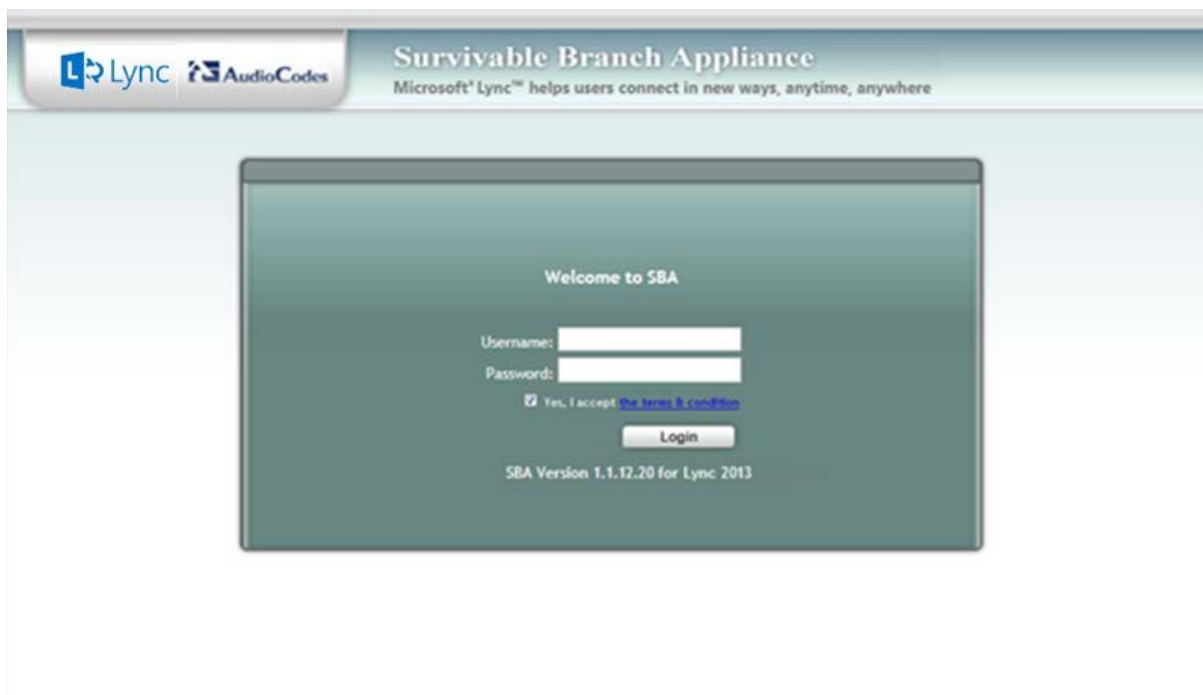 Lync AudioCodes
Survivable Branch Appliance
Microsoft® Lync™ helps users connect in new ways, anytime, anywhere
Welcome to SBA
Username:
Password:
Yes, I accept the terms & condition
Login
SBA Version 1.1.12.20 for Lync 2013